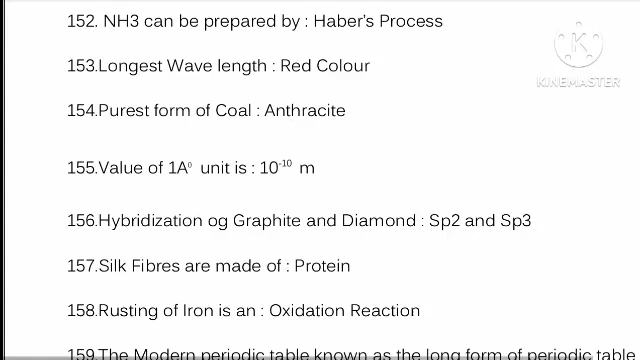 152. NH3 can be prepared by : Haber's Process
KINEMASTER
153.Longest Wave length : Red Colour
154.Purest form of Coal : Anthracite
155.Value of 1A⁰ unit is : 10⁻¹⁰ m
156.Hybridization og Graphite and Diamond : Sp2 and Sp3
157.Silk Fibres are made of : Protein
158.Rusting of Iron is an : Oxidation Reaction
159.The Modern periodic table known as the long form of periodic table